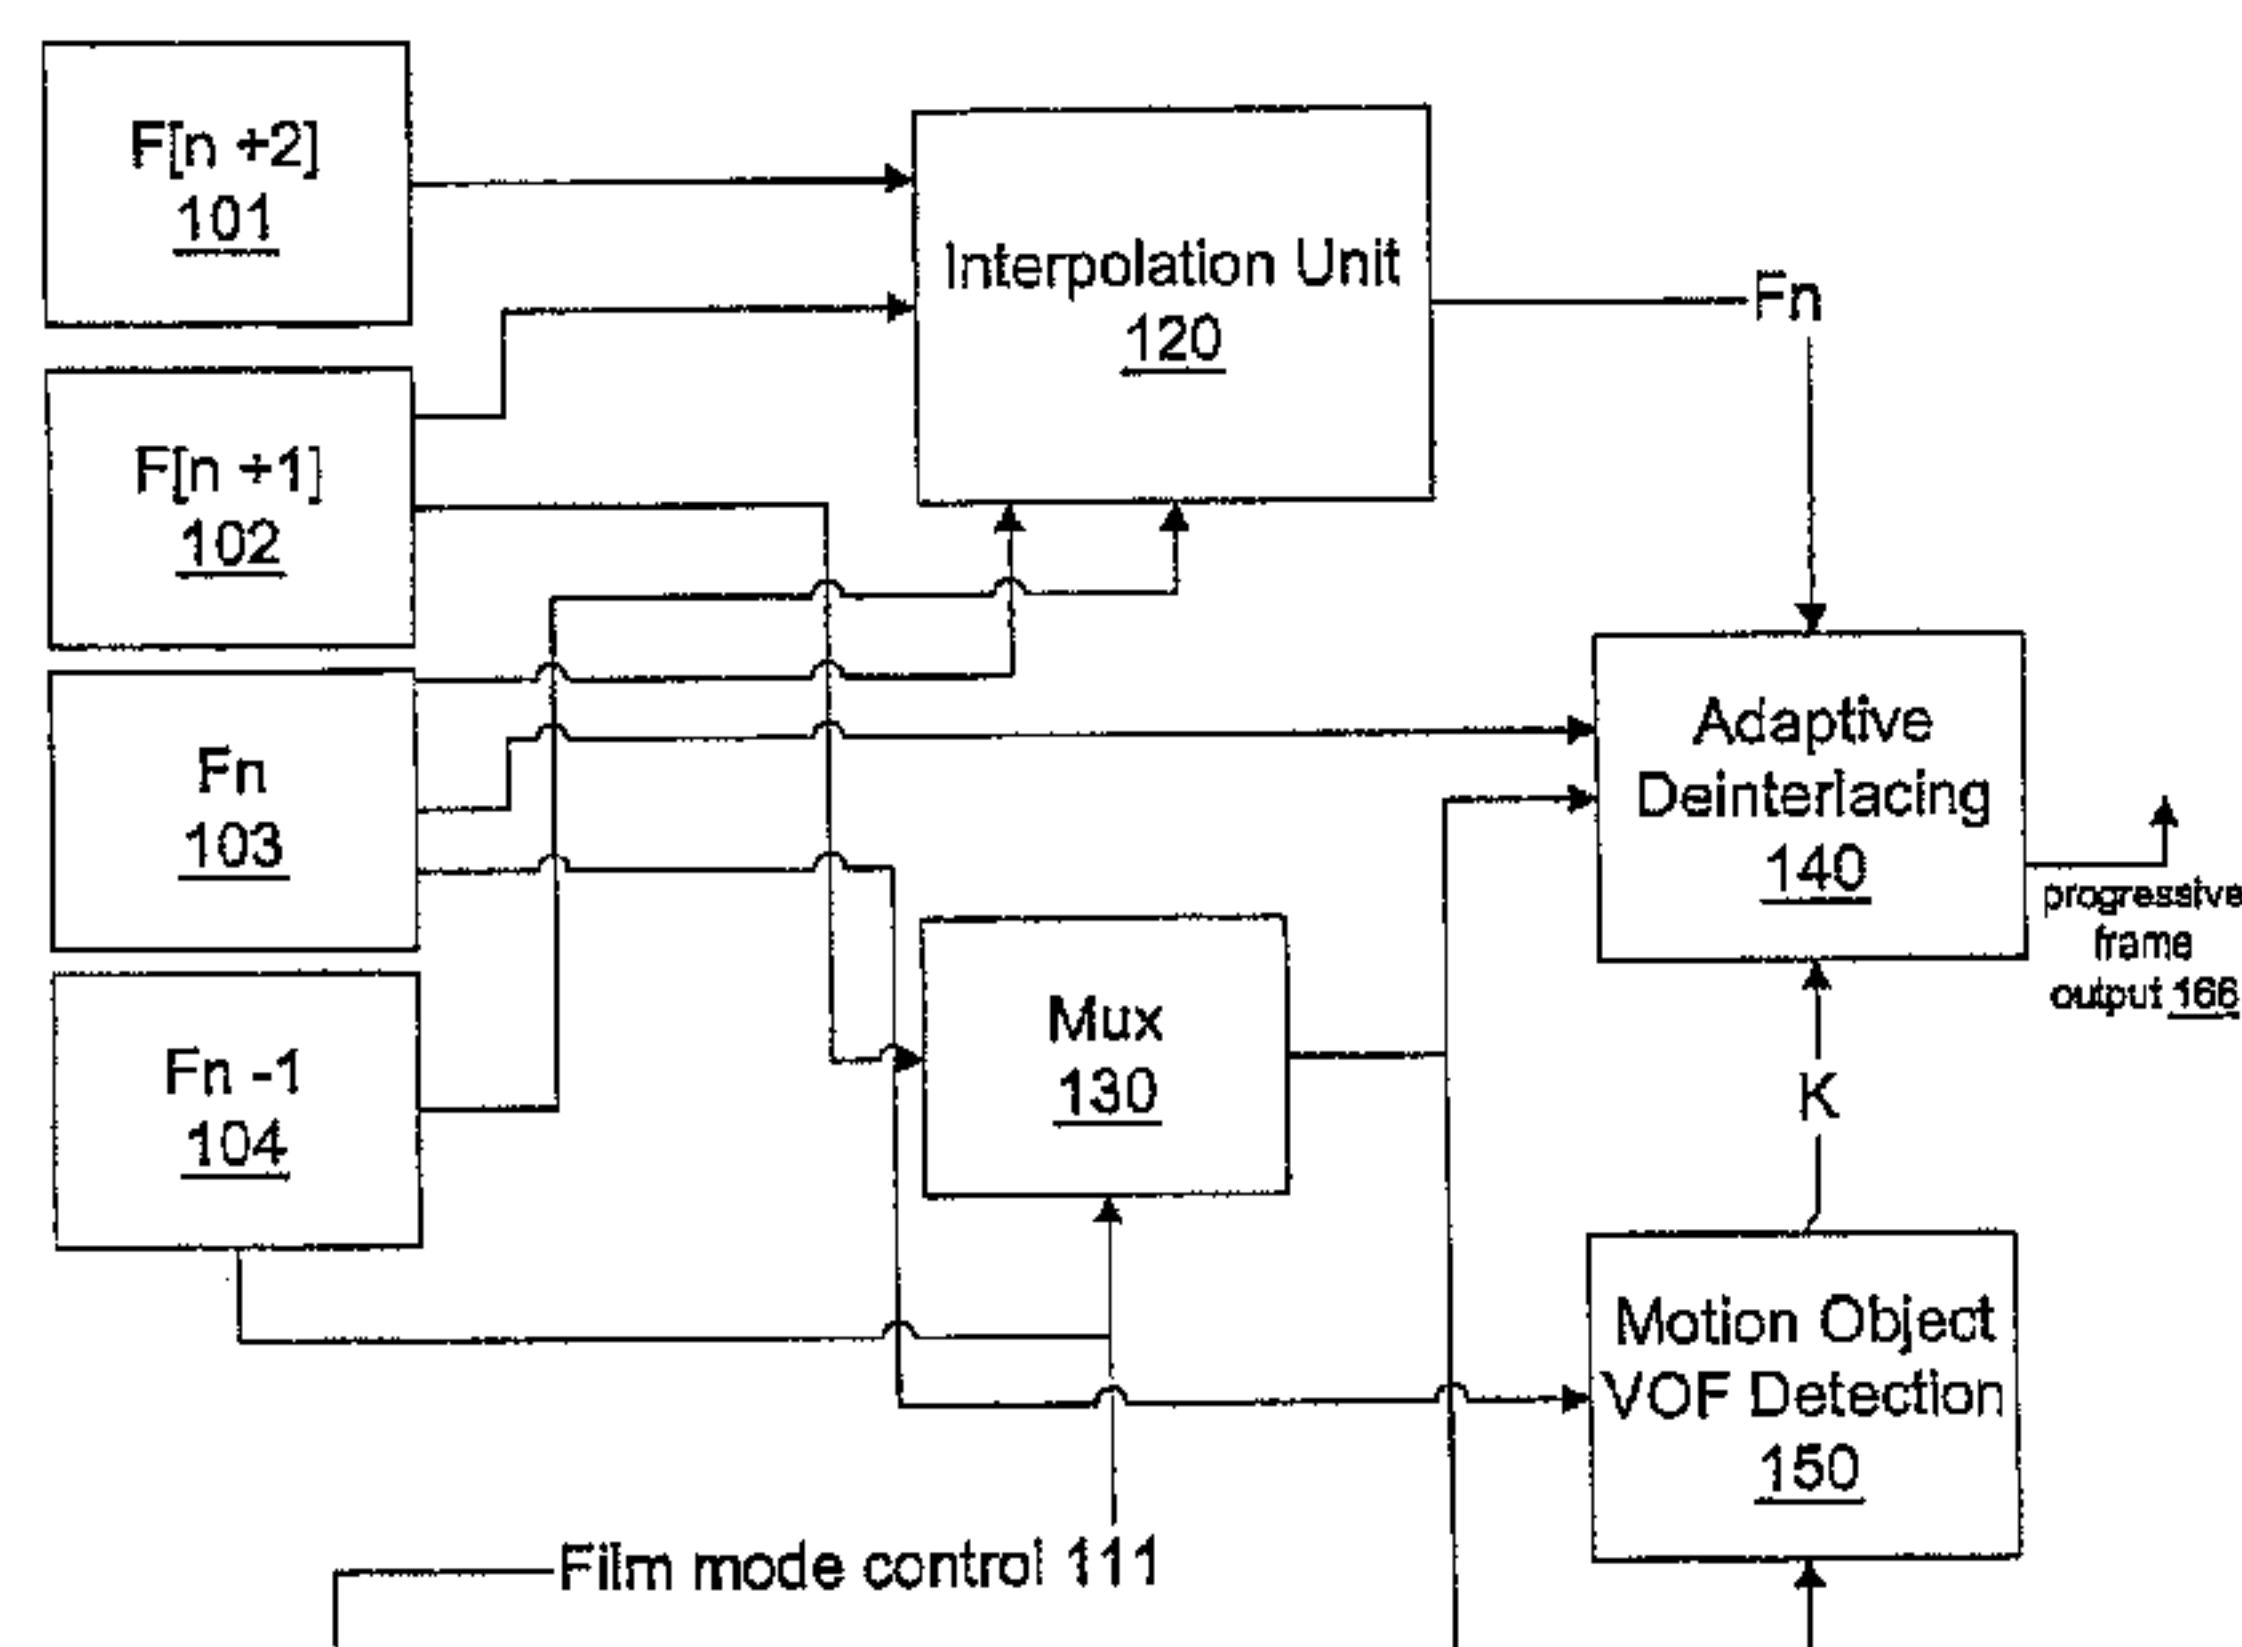 F[n +2]
101
F[n +1]
102
Fn
103
Fn -1
104
Interpolation Unit
120
Fn
Adaptive
Deinterlacing
140
progressive
frame
output 166
Mux
130
K
Motion Object
VOF Detection
150
Film mode control 111